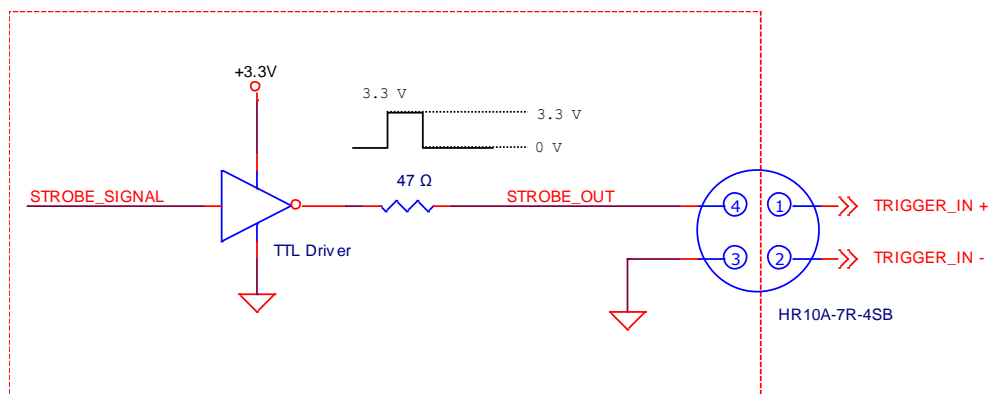 +3.3V
3.3 V
3.3 V
0 V
STROBE_SIGNAL
47 Ω
STROBE_OUT
TTL Driver
4
1
TRIGGER_IN +
3
2
TRIGGER_IN -
HR10A-7R-4SB